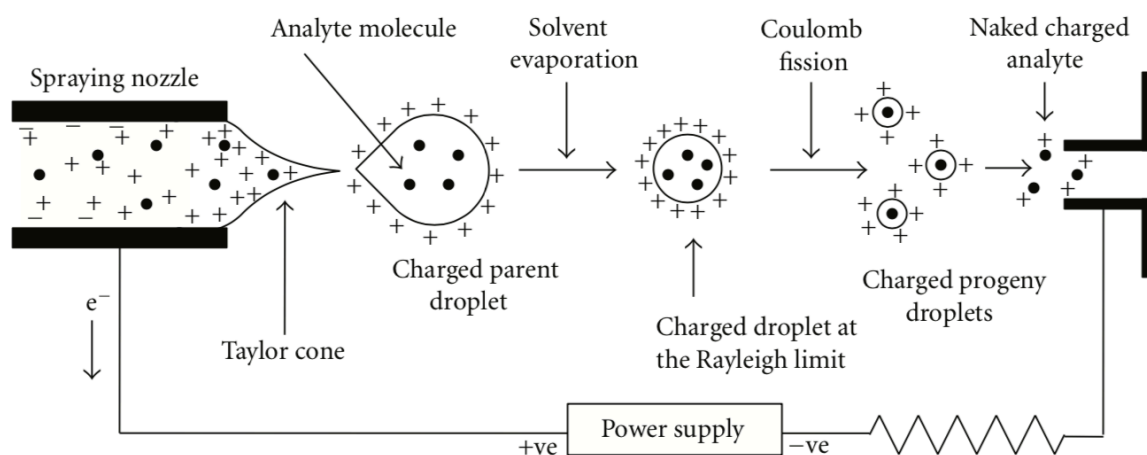 Spraying nozzle
Analyte molecule
Solvent
evaporation
Coulomb
fission
Naked charged
analyte
Charged parent
droplet
Charged droplet at
the Rayleigh limit
Charged progeny
droplets
Taylor cone
e⁻
+ve
Power supply
−ve